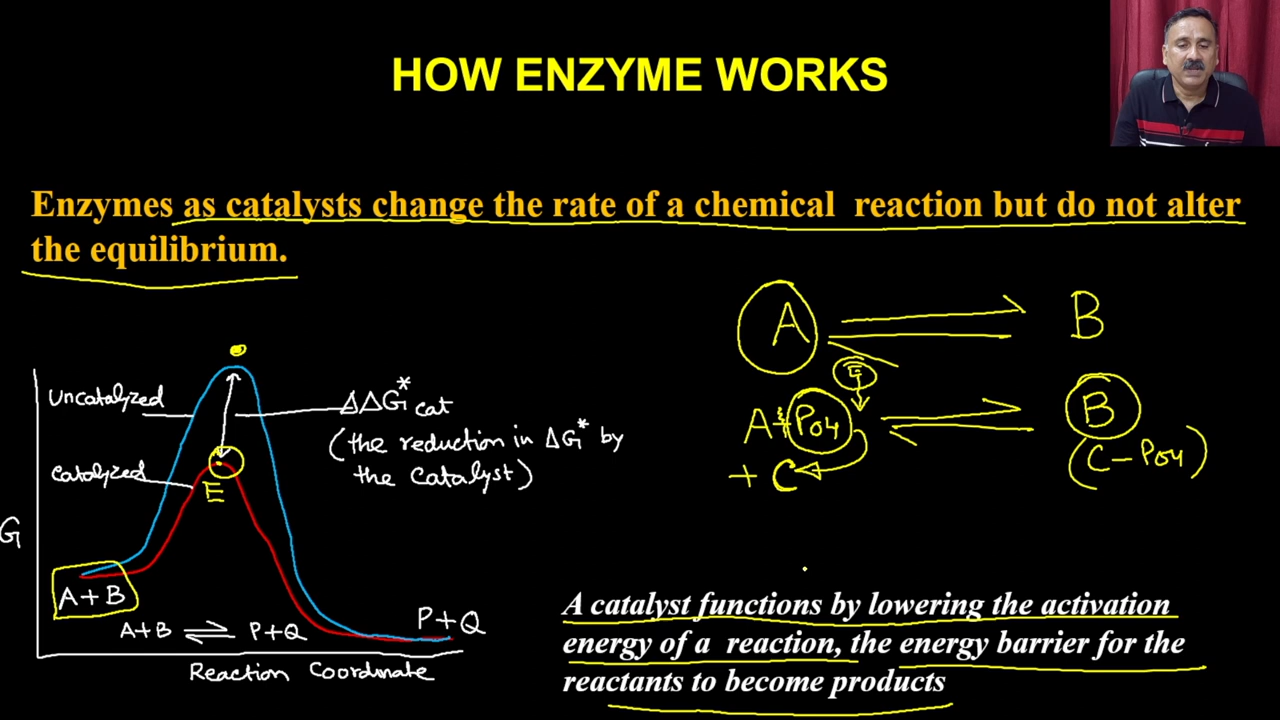 HOW ENZYME WORKS
Enzymes as catalysts change the rate of a chemical reaction but do not alter
the equilibrium.
A ⇌ B
E
A + PO4 ⇌ B
+ C
(C - PO4)
Uncatalyzed
ΔΔG*cat
(the reduction in ΔG* by
the catalyst)
Catalyzed
E
G
A + B
P + Q
A + B ⇌ P + Q
Reaction Coordinate
A catalyst functions by lowering the activation
energy of a reaction, the energy barrier for the
reactants to become products